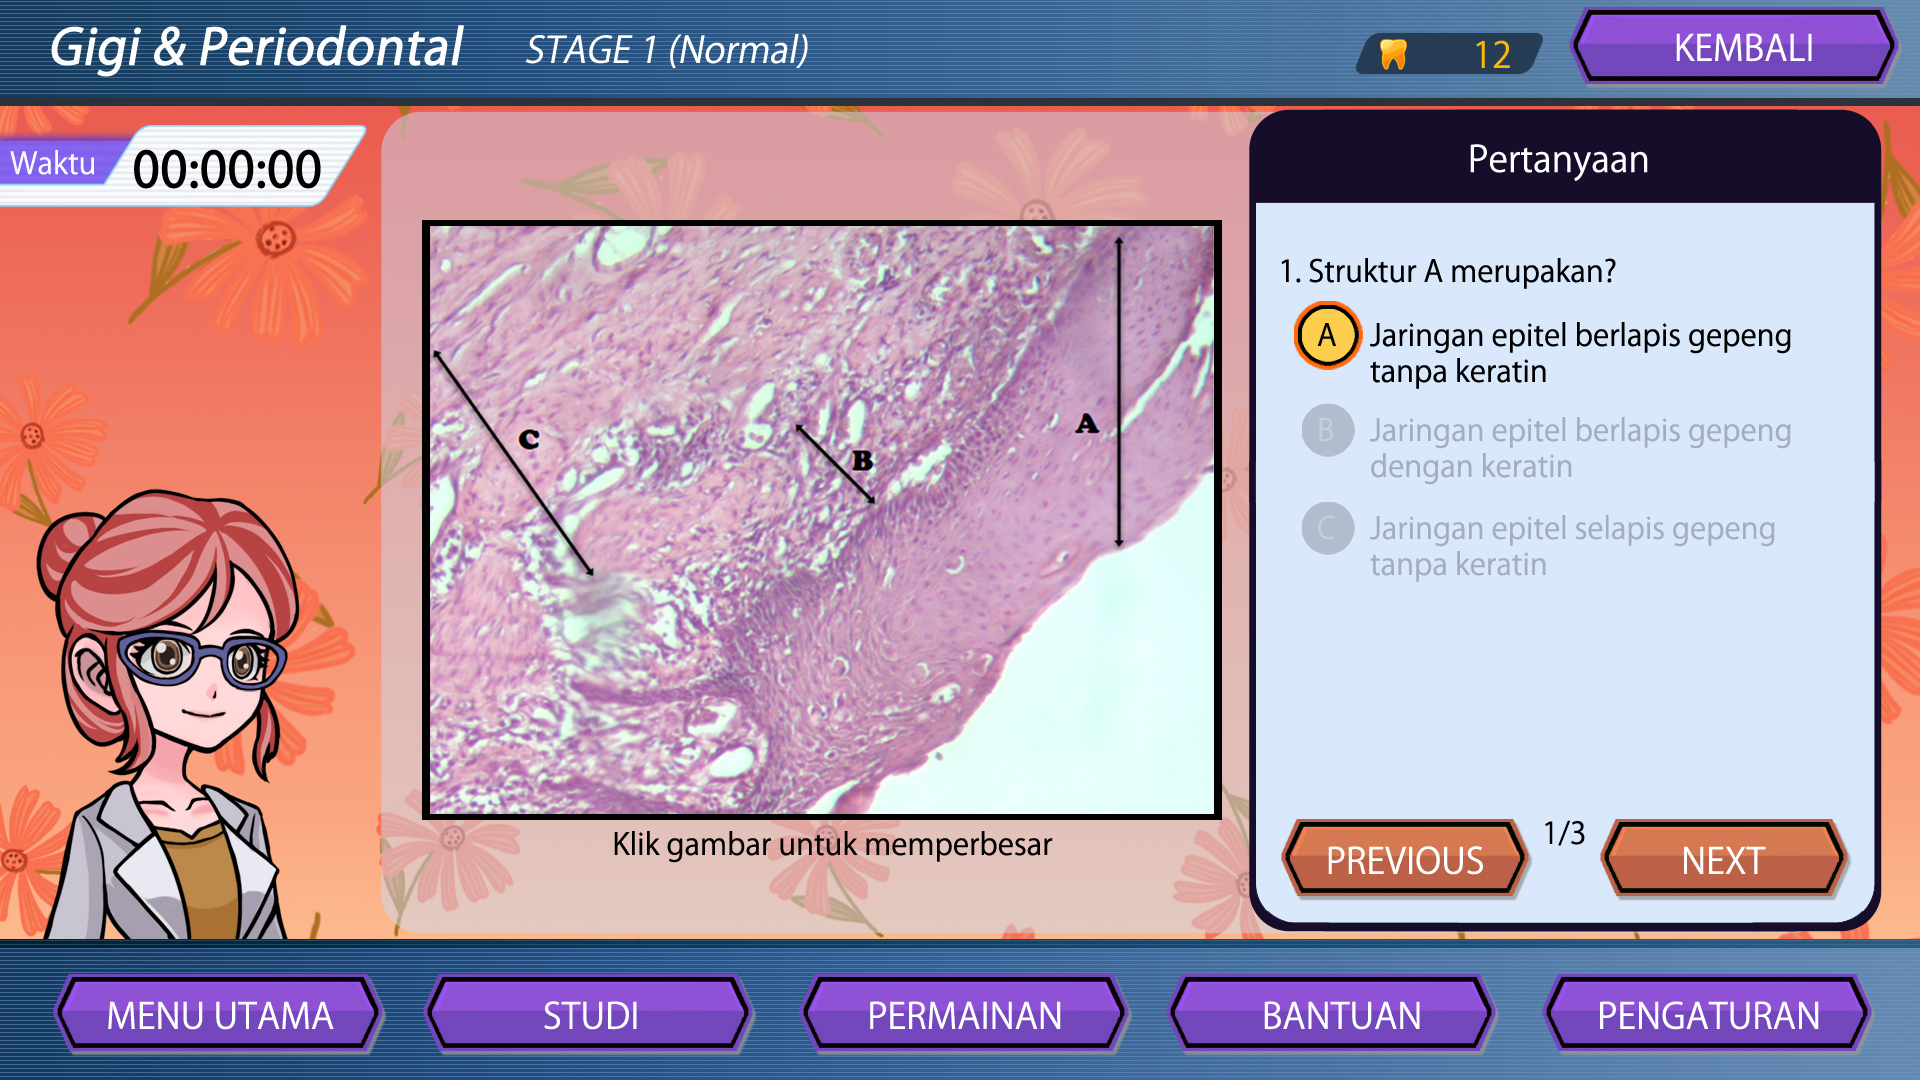 Gigi & Periodontal
STAGE 1 (Normal)
12
KEMBALI
Waktu
00:00:00
A
B
C
Klik gambar untuk memperbesar
Pertanyaan
1. Struktur A merupakan?
A Jaringan epitel berlapis gepeng
tanpa keratin
B Jaringan epitel berlapis gepeng
dengan keratin
C Jaringan epitel selapis gepeng
tanpa keratin
PREVIOUS
1/3
NEXT
MENU UTAMA
STUDI
PERMAINAN
BANTUAN
PENGATURAN